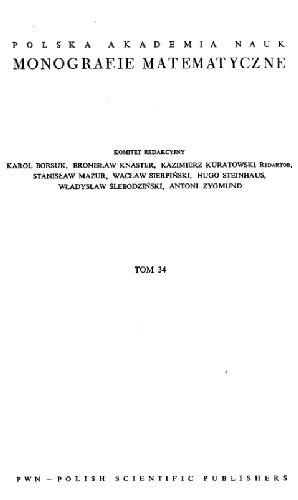 POLSKA AKADEMIA NAUK
MONOGRAFIE MATEMATYCZNE
KOMITET REDAKCYJNY
KAROL BORSUK, BRONISŁAW KNASTER, KAZIMIERZ KURATOWSKI REDAKTOR,
STANISŁAW MAZUR, WACŁAW SIERPIŃSKI, HUGO STEINHAUS,
WŁADYSŁAW ŚLEBODZIŃSKI, ANTONI ZYGMUND
TOM 34
PWN – POLISH SCIENTIFIC PUBLISHERS